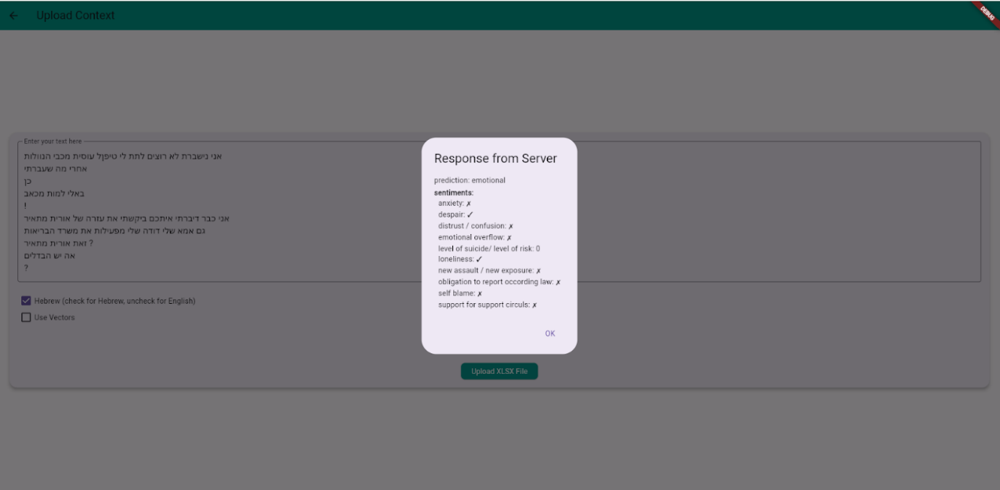 Upload Context
DEBUG
Enter your text here
אני נישברת לא רוצים לתת לי טיפןל עוסית מכבי הנוולות
אחרי מה שעברתי
כן
באלי למות מכאב
!
אני כבר דיברתי איתכם ביקשתי את עזרה של אורית מתאיר
גם אמא שלי דודה שלי מפעילות את משרד הבריאות
זאת אורית מתאיר ?
אה יש הבדלים
?
Hebrew (check for Hebrew, uncheck for English)
Use Vectors
Upload XLSX File
Response from Server
prediction: emotional
sentiments:
anxiety: ✗
despair: ✓
distrust / confusion: ✗
emotional overflow: ✗
level of suicide/ level of risk: 0
loneliness: ✓
new assault / new exposure: ✗
obligation to report occording law: ✗
self blame: ✗
support for support circuls: ✗
OK